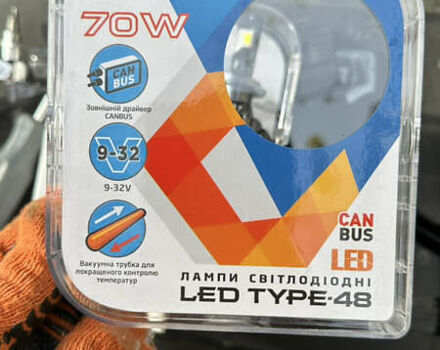 70W
CAN
BUS
Зовнішній драйвер
CANBUS
9-32
V
9-32V
Вакуумна трубка для
покращеного контролю
температур
CAN
BUS
LED
ЛАМПИ СВІТЛОДІОДНІ
LED TYPE-48